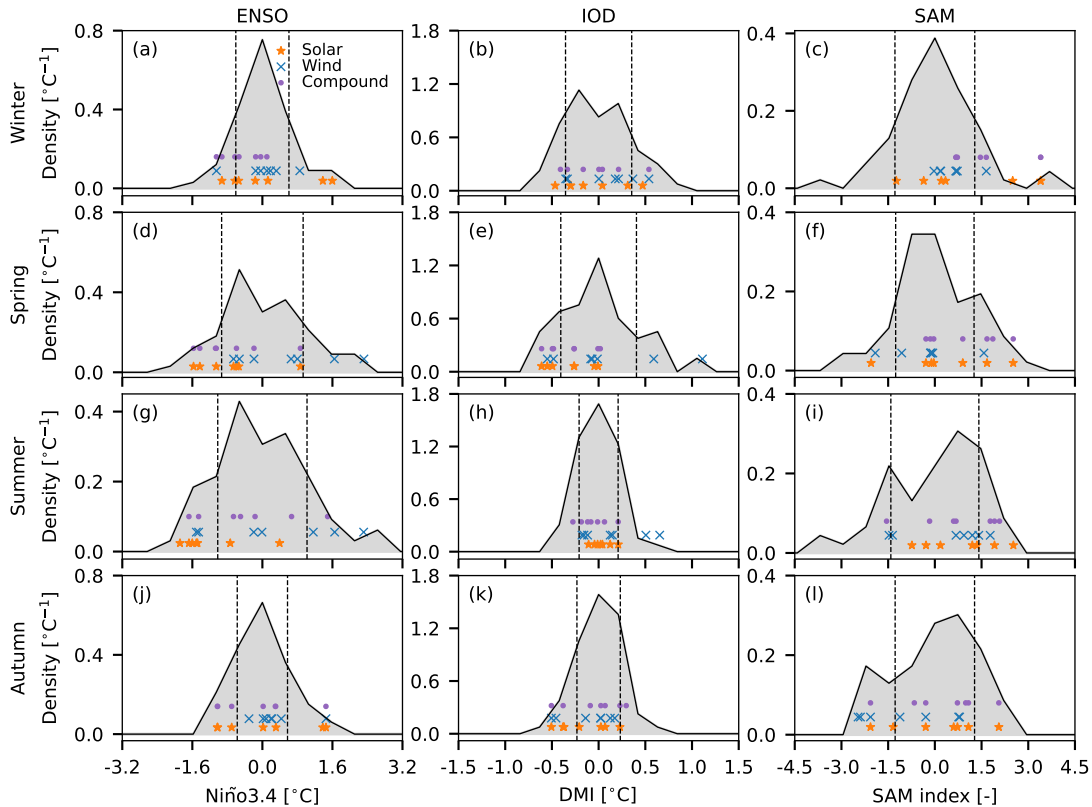 ENSO IOD SAM
Winter
Density [°C⁻¹]
0.8
0.4
0.0
(a)
Solar
Wind
Compound
1.8
1.2
0.6
0.0
(b)
0.4
0.2
0.0
(c)
Spring
Density [°C⁻¹]
0.8
0.4
0.0
(d)
1.8
1.2
0.6
0.0
(e)
0.4
0.2
0.0
(f)
Summer
Density [°C⁻¹]
0.4
0.2
0.0
(g)
1.8
1.2
0.6
0.0
(h)
0.4
0.2
0.0
(i)
Autumn
Density [°C⁻¹]
0.8
0.4
0.0
(j)
1.8
1.2
0.6
0.0
(k)
0.4
0.2
0.0
(l)
-3.2 -1.6 0.0 1.6 3.2
Niño3.4 [°C]
-1.5 -1.0 -0.5 0.0 0.5 1.0 1.5
DMI [°C]
-4.5 -3.0 -1.5 0.0 1.5 3.0 4.5
SAM index [-]